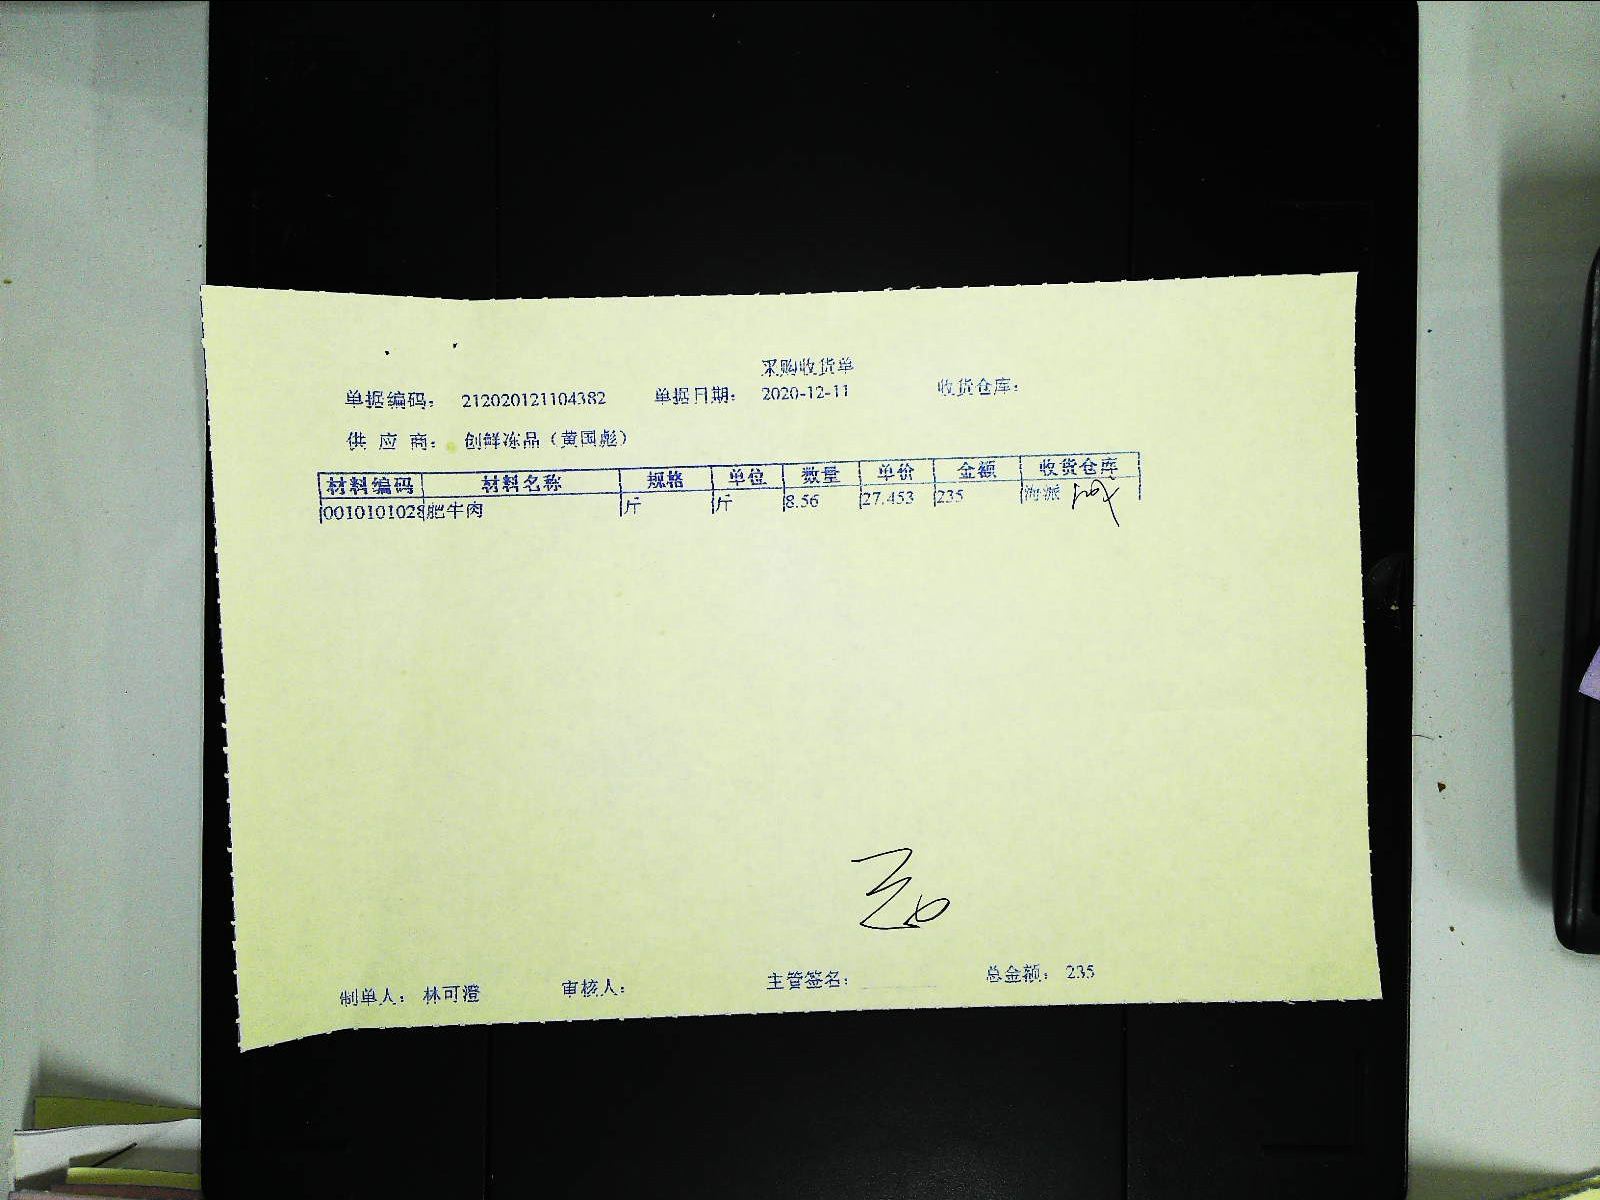 采购收货单
单据编码： 212020121104382 单据日期： 2020-12-11 收货仓库：
供 应 商： 创鲜冻品（黄国彪）
材料编码 材料名称 规格 单位 数量 单价 金额 收货仓库
0010101028 肥牛肉 斤 斤 8.56 27.453 235 海派
制单人： 林可澄 审核人： 主管签名： 总金额： 235